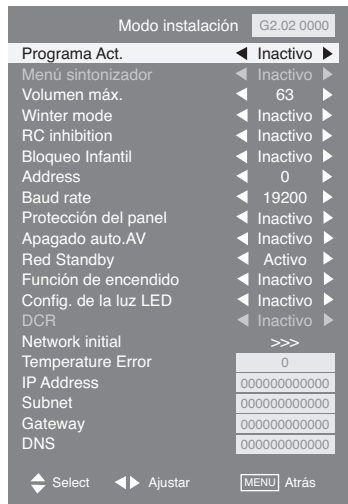 Modo instalación G2.02 0000
Programa Act. ◀ Inactivo ▶
Menú sintonizador ◀ Inactivo ▶
Volumen máx. ◀ 63 ▶
Winter mode ◀ Inactivo ▶
RC inhibition ◀ Inactivo ▶
Bloqueo Infantil ◀ Inactivo ▶
Address ◀ 0 ▶
Baud rate ◀ 19200 ▶
Protección del panel ◀ Inactivo ▶
Apagado auto.AV ◀ Inactivo ▶
Red Standby ◀ Activo ▶
Función de encendido ◀ Inactivo ▶
Config. de la luz LED ◀ Inactivo ▶
DCR ◀ Inactivo ▶
Network initial >>>
Temperature Error 0
IP Address 000000000000
Subnet 000000000000
Gateway 000000000000
DNS 000000000000
Select Ajustar MENU Atrás